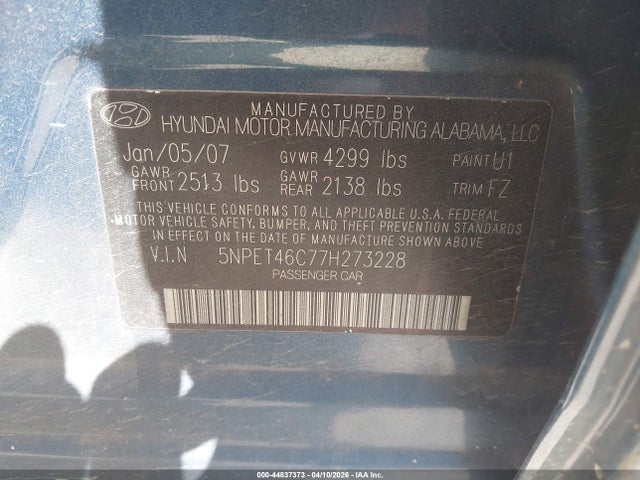 MANUFACTURED BY
HYUNDAI MOTOR MANUFACTURING ALABAMA, LLC
Jan/05/07 GVWR 4299 lbs PAINT U1
GAWR FRONT 2513 lbs GAWR REAR 2138 lbs TRIM FZ
THIS VEHICLE CONFORMS TO ALL APPLICABLE U.S.A. FEDERAL
MOTOR VEHICLE SAFETY, BUMPER, AND THEFT PREVENTION STANDARDS
IN EFFECT ON THE DATE OF MANUFACTURE SHOWN ABOVE.
V.I.N 5NPET46C77H273228
PASSENGER CAR
000-44837373 - 04/10/2026 - IAA Inc.